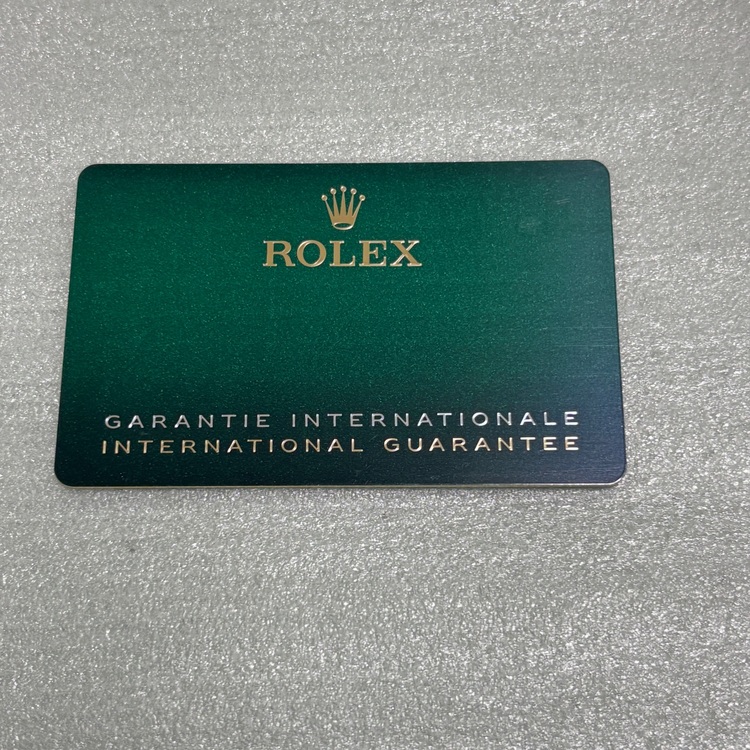 ROLEX
GARANTIE INTERNATIONALE
INTERNATIONAL GUARANTEE